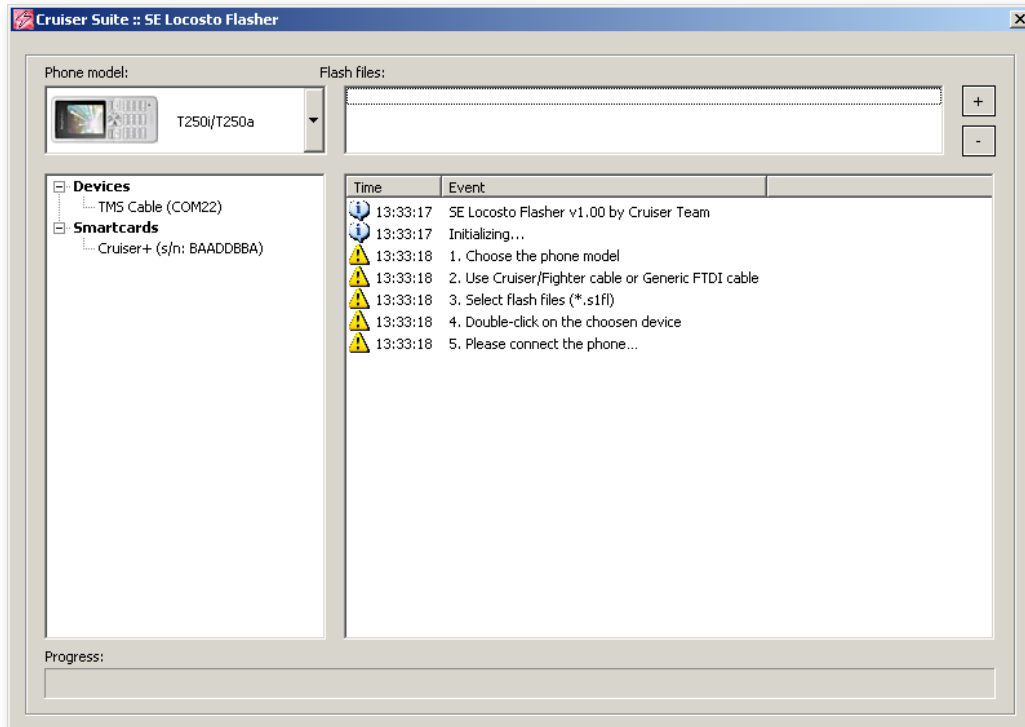 Cruiser Suite :: SE Locosto Flasher
Phone model:
Flash files:
T250i/T250a
+
-
Devices
TMS Cable (COM22)
Smartcards
Cruiser+ (s/n: BAADDBBA)
Time Event
13:33:17 SE Locosto Flasher v1.00 by Cruiser Team
13:33:17 Initializing...
13:33:18 1. Choose the phone model
13:33:18 2. Use Cruiser/Fighter cable or Generic FTDI cable
13:33:18 3. Select flash files (*.s1fl)
13:33:18 4. Double-click on the choosen device
13:33:18 5. Please connect the phone...
Progress: